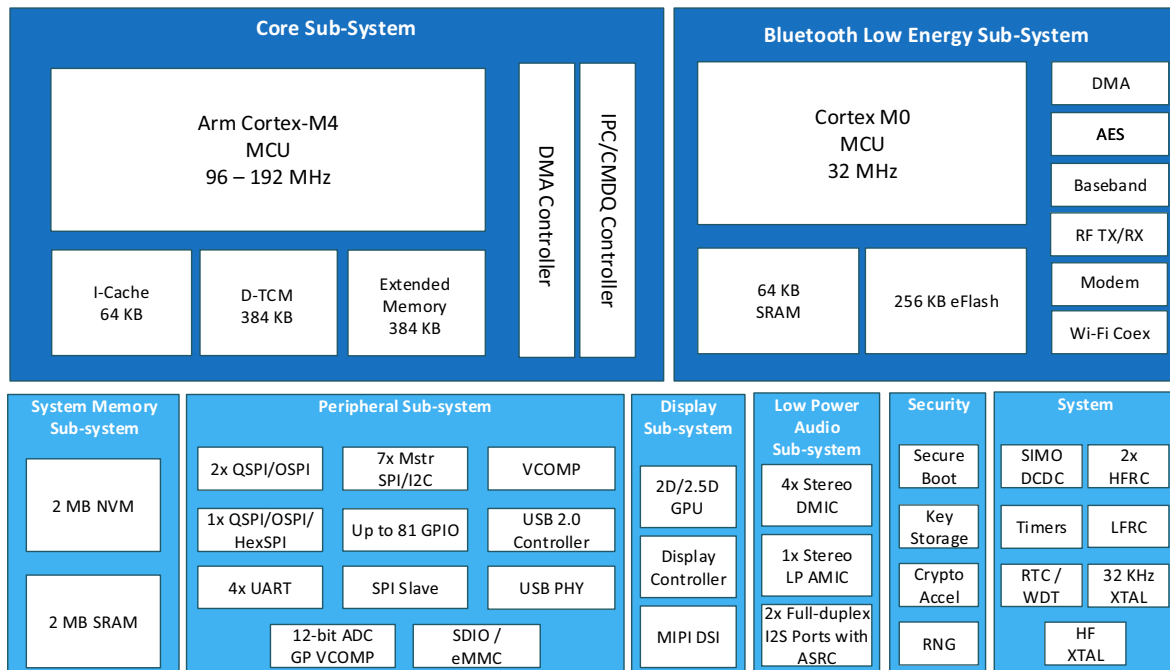 Core Sub-System
Arm Cortex-M4
MCU
96 – 192 MHz
I-Cache
64 KB
D-TCM
384 KB
Extended
Memory
384 KB
DMA Controller
IPC/CMDQ Controller
Bluetooth Low Energy Sub-System
Cortex M0
MCU
32 MHz
64 KB
SRAM
256 KB eFlash
DMA
AES
Baseband
RF TX/RX
Modem
Wi-Fi Coex
System Memory
Sub-system
2 MB NVM
2 MB SRAM
Peripheral Sub-system
2x QSPI/OSPI
7x Mstr
SPI/I2C
VCOMP
1x QSPI/OSPI/
HexSPI
Up to 81 GPIO
USB 2.0
Controller
4x UART
SPI Slave
USB PHY
12-bit ADC
GP VCOMP
SDIO /
eMMC
Display
Sub-system
2D/2.5D
GPU
Display
Controller
MIPI DSI
Low Power
Audio
Sub-system
4x Stereo
DMIC
1x Stereo
LP AMIC
2x Full-duplex
I2S Ports with
ASRC
Security
Secure
Boot
Key
Storage
Crypto
Accel
RNG
System
SIMO
DCDC
2x
HFRC
Timers
LFRC
RTC /
WDT
32 KHz
XTAL
HF
XTAL